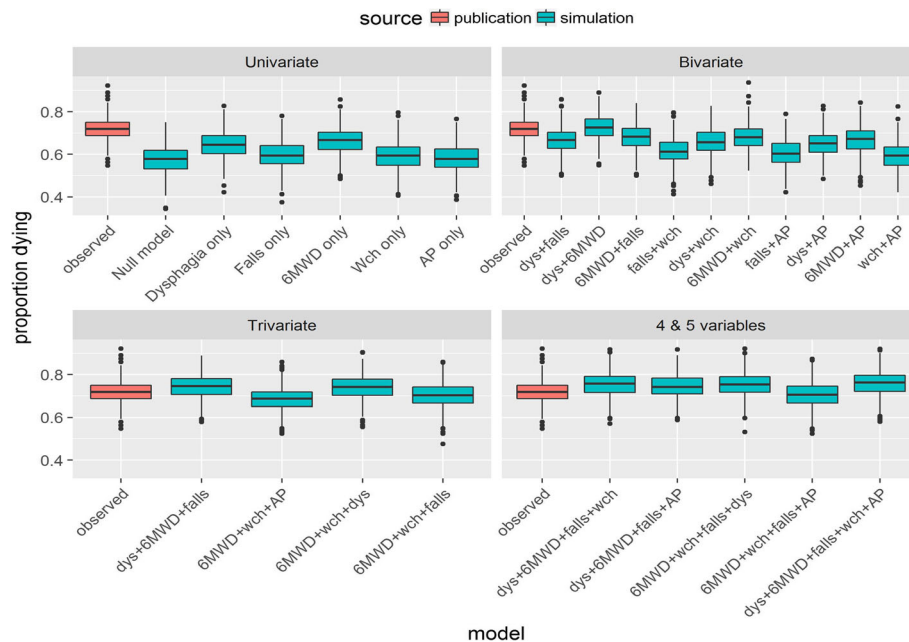 source publication simulation
Univariate
Bivariate
proportion dying
0.8
0.6
0.4
observed
Null model
Dysphagia only
Falls only
6MWD only
Wch only
AP only
observed
dys+falls
dys+6MWD
6MWD+falls
falls+wch
dys+wch
6MWD+wch
falls+AP
dys+AP
6MWD+AP
wch+AP
Trivariate
4 & 5 variables
0.8
0.6
0.4
observed
dys+6MWD+falls
6MWD+wch+AP
6MWD+wch+dys
6MWD+wch+falls
observed
dys+6MWD+falls+wch
dys+6MWD+falls+AP
6MWD+wch+falls+dys
6MWD+wch+falls+AP
dys+6MWD+falls+wch+AP
model